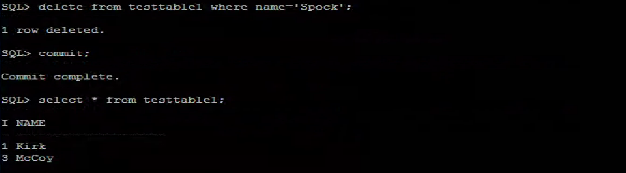 SQL> delete from testtable1 where name='Spock';
1 row deleted.
SQL> commit;
Commit complete.
SQL> select * from testtable1;
I NAME
- --------------------
1 Kirk
3 McCoy